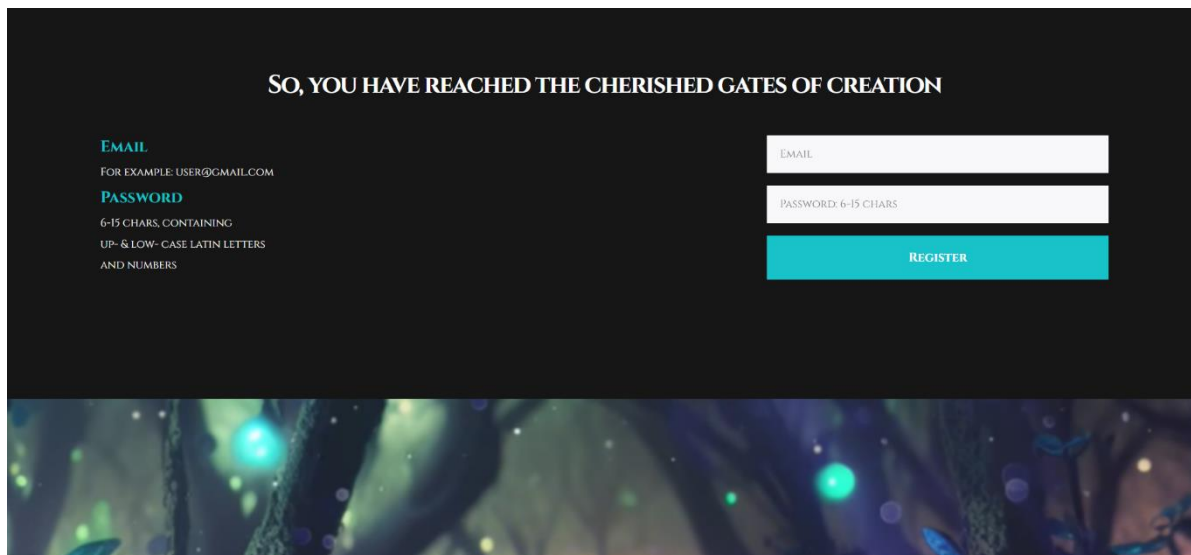 So, you have reached the cherished gates of creation
Email
For example: user@gmail.com
Password
6-15 chars, containing
up- & low- case latin letters
and numbers
Email
Password: 6-15 chars
Register